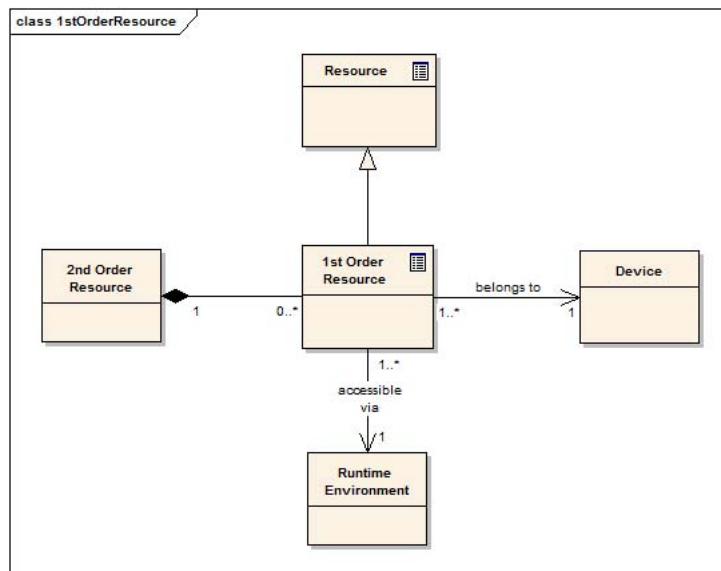 class 1stOrderResource
Resource
2nd Order
Resource
1
0..*
1st Order
Resource
1..*
belongs to
1
Device
1..*
accessible
via
1
Runtime
Environment